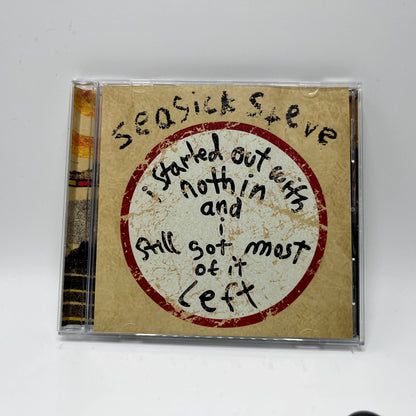 seasick steve
i started out with
nothin
and
i
still got most
of it
Left